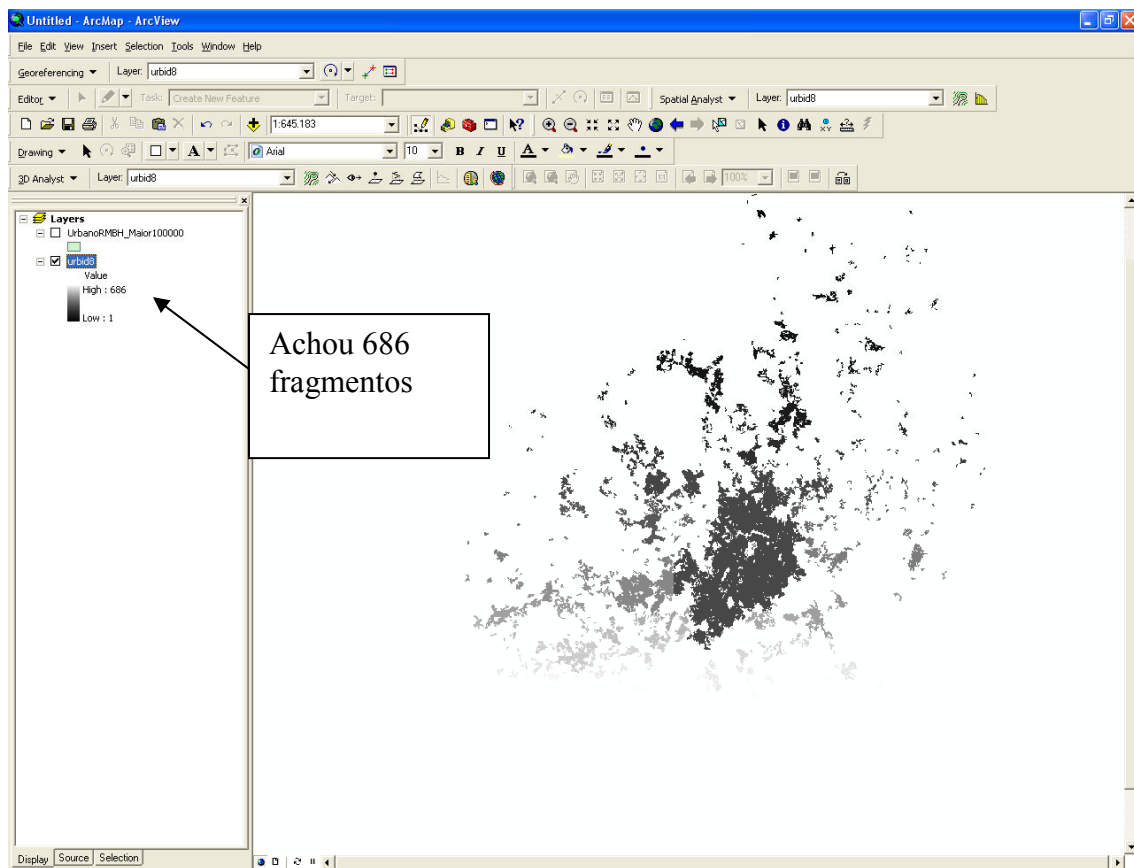 Untitled - ArcMap - ArcView
File Edit View Insert Selection Tools Window Help
Georeferencing Layer: urbid8
Editor Task: Create New Feature Target: Spatial Analyst Layer: urbid8
1:645.183
Drawing A Arial 10 B I U A
3D Analyst Layer: urbid8 100%
Layers
UrbanoRMBH_Maior100000
urbid8
Value
High : 686
Low : 1
Achou 686
fragmentos
Display Source Selection